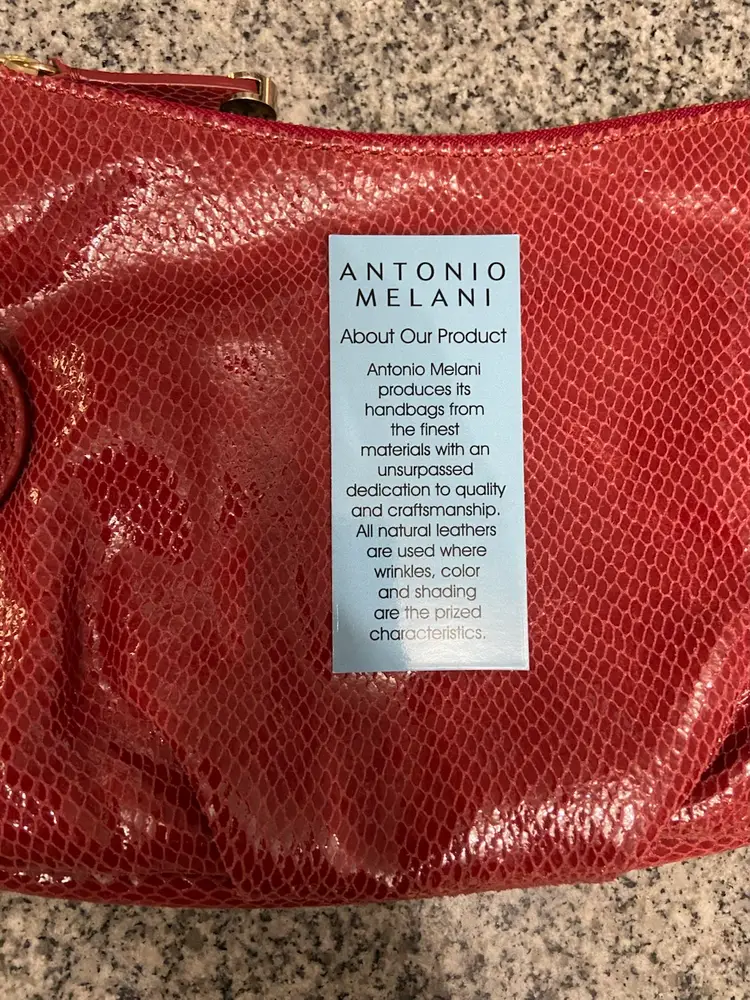 ANTONIO
MELANI
About Our Product
Antonio Melani
produces its
handbags from
the finest
materials with an
unsurpassed
dedication to quality
and craftsmanship.
All natural leathers
are used where
wrinkles, color
and shading
are the prized
characteristics.